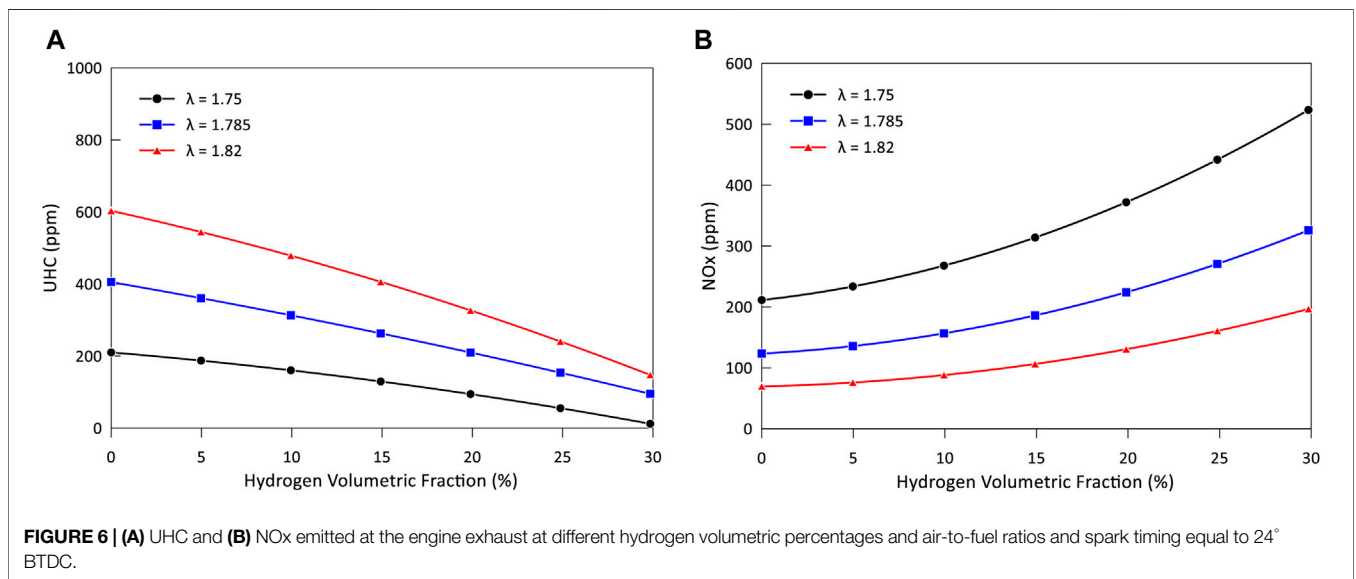 A
1000
800
600
400
200
0
UHC (ppm)
λ = 1.75
λ = 1.785
λ = 1.82
0 5 10 15 20 25 30
Hydrogen Volumetric Fraction (%)
B
600
500
400
300
200
100
0
NOx (ppm)
λ = 1.75
λ = 1.785
λ = 1.82
0 5 10 15 20 25 30
Hydrogen Volumetric Fraction (%)
FIGURE 6 | (A) UHC and (B) NOx emitted at the engine exhaust at different hydrogen volumetric percentages and air-to-fuel ratios and spark timing equal to 24°
BTDC.